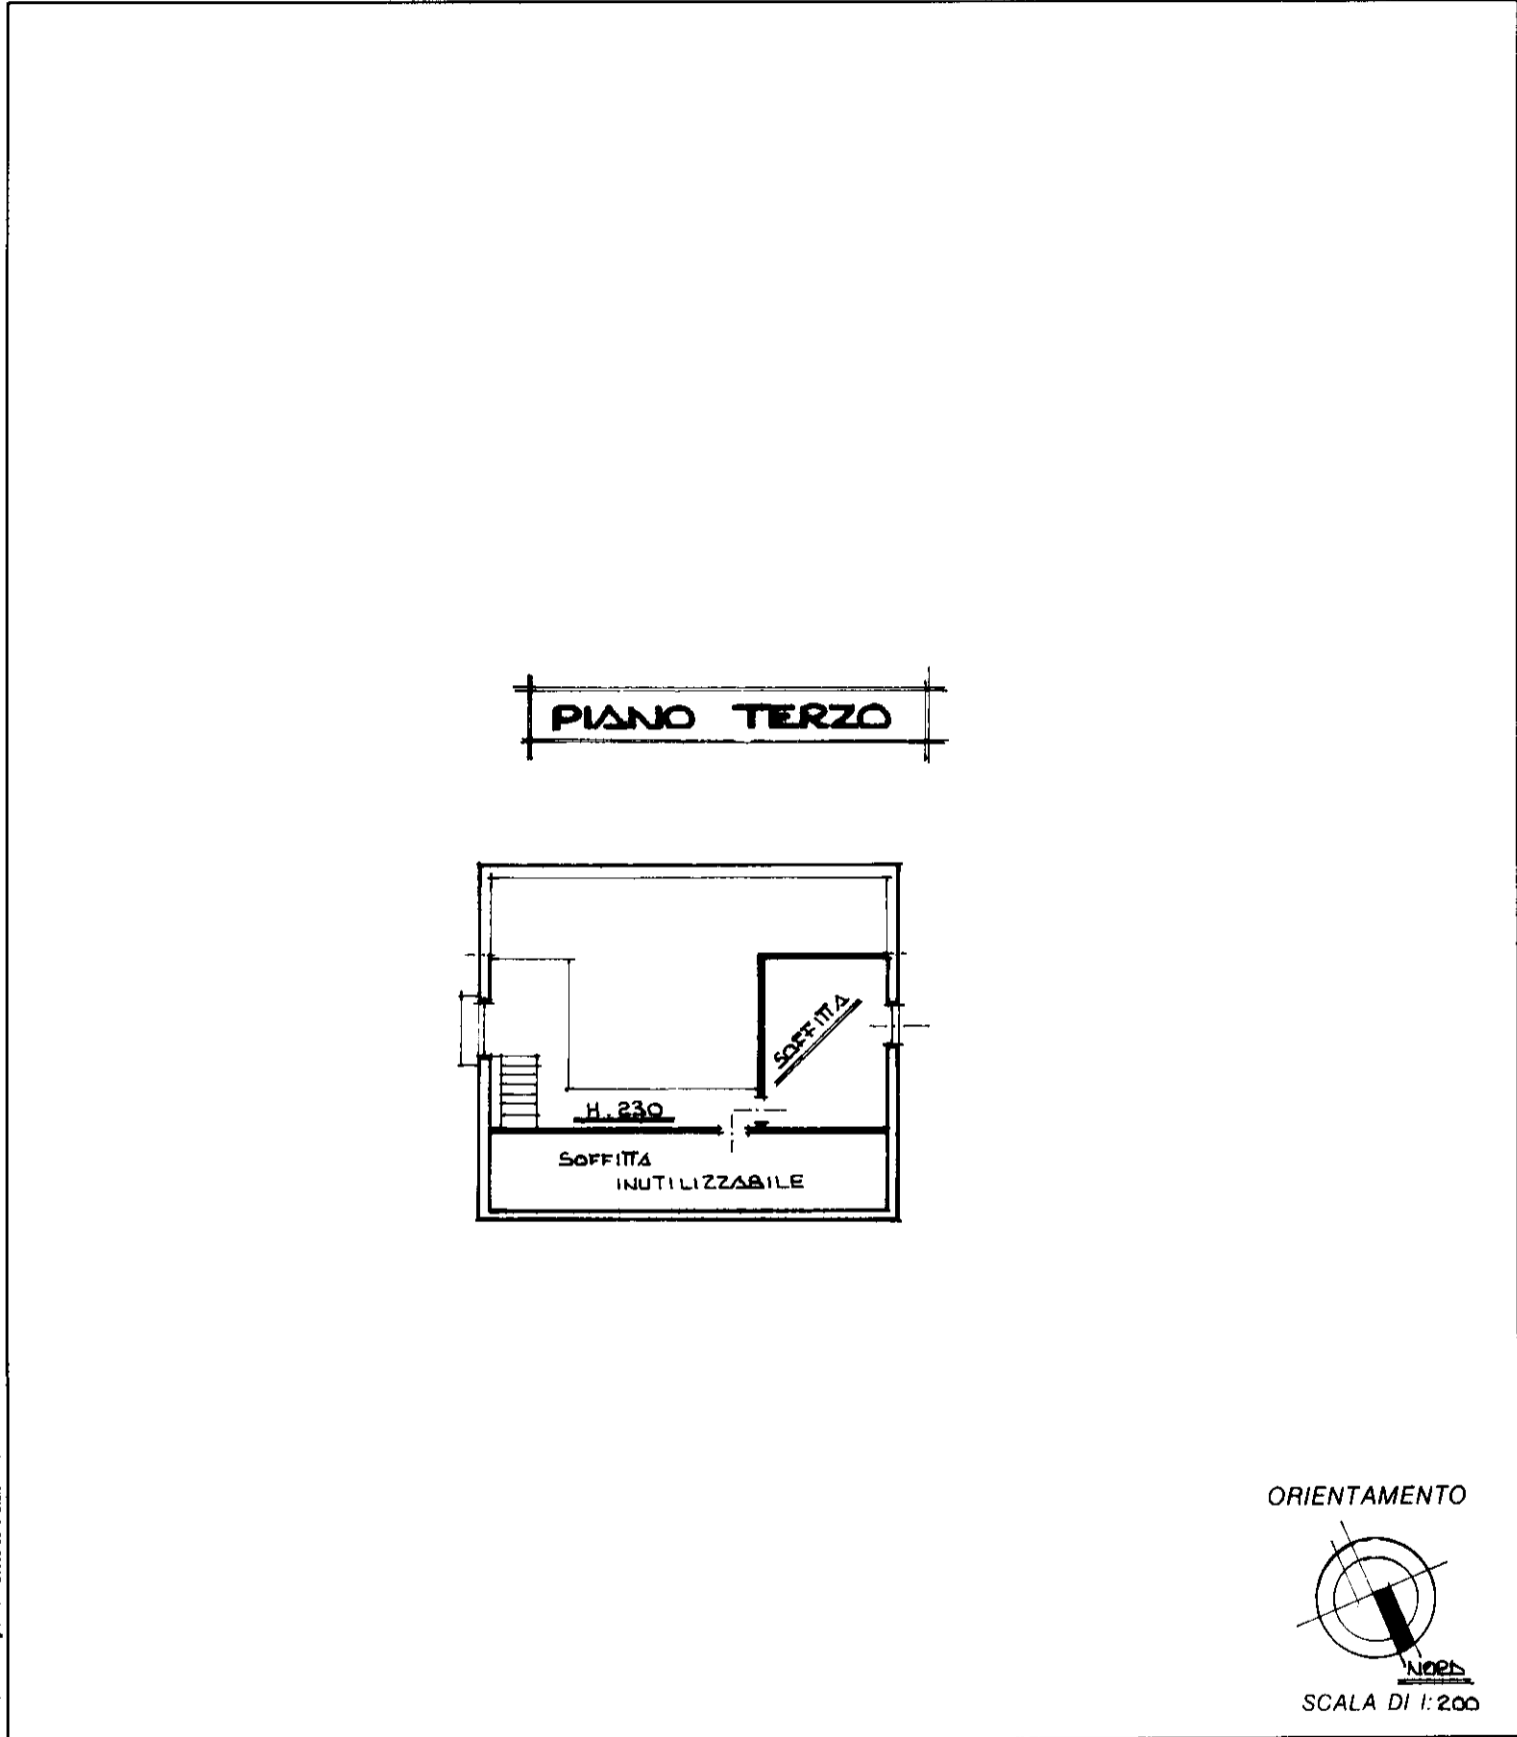 PIANO TERZO
SOFFITTA
H. 230
SOFFITTA
INUTILIZZABILE
ORIENTAMENTO
NORD
SCALA DI 1: 200